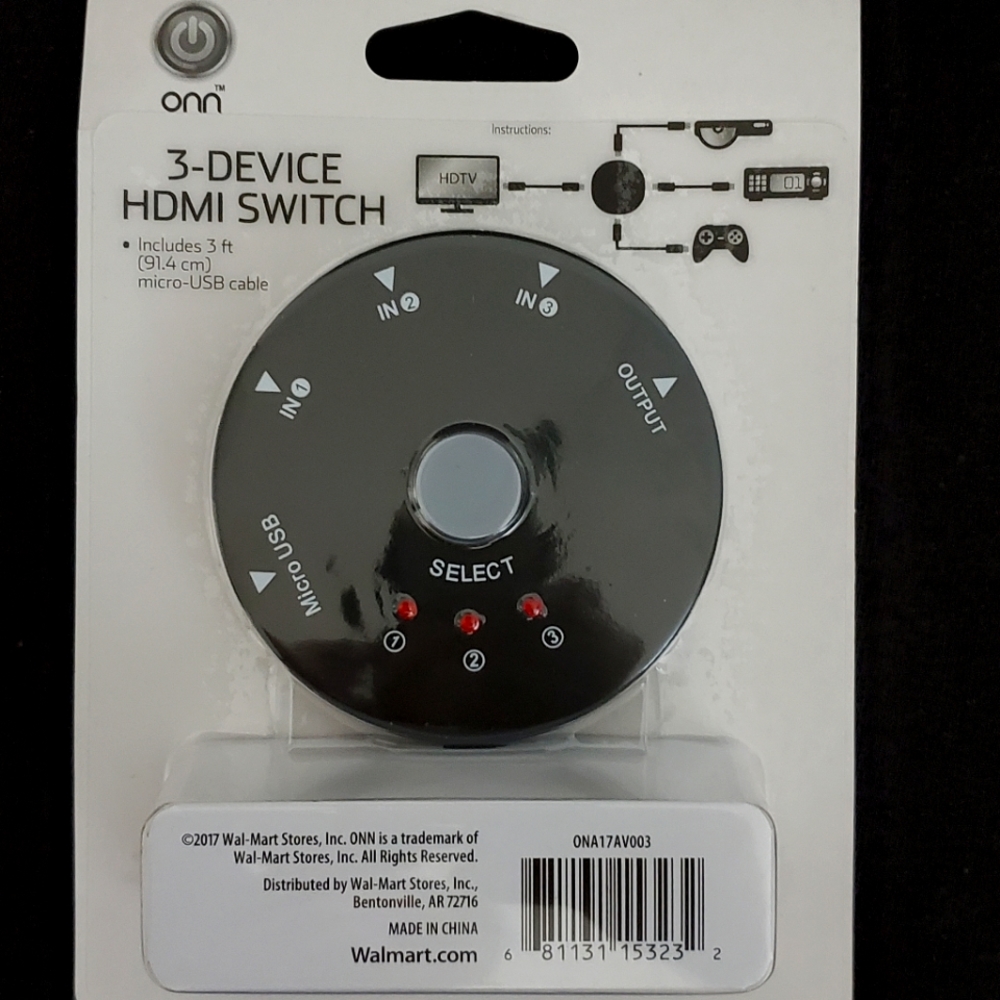 onn™
Instructions:
3-DEVICE
HDMI SWITCH
• Includes 3 ft
(91.4 cm)
micro-USB cable
HDTV
01
IN 2
IN 3
IN 1
OUTPUT
Micro USB
SELECT
1
2
3
©2017 Wal-Mart Stores, Inc. ONN is a trademark of
Wal-Mart Stores, Inc. All Rights Reserved.
Distributed by Wal-Mart Stores, Inc.,
Bentonville, AR 72716
MADE IN CHINA
Walmart.com
ONA17AV003
6 81131 15323 2